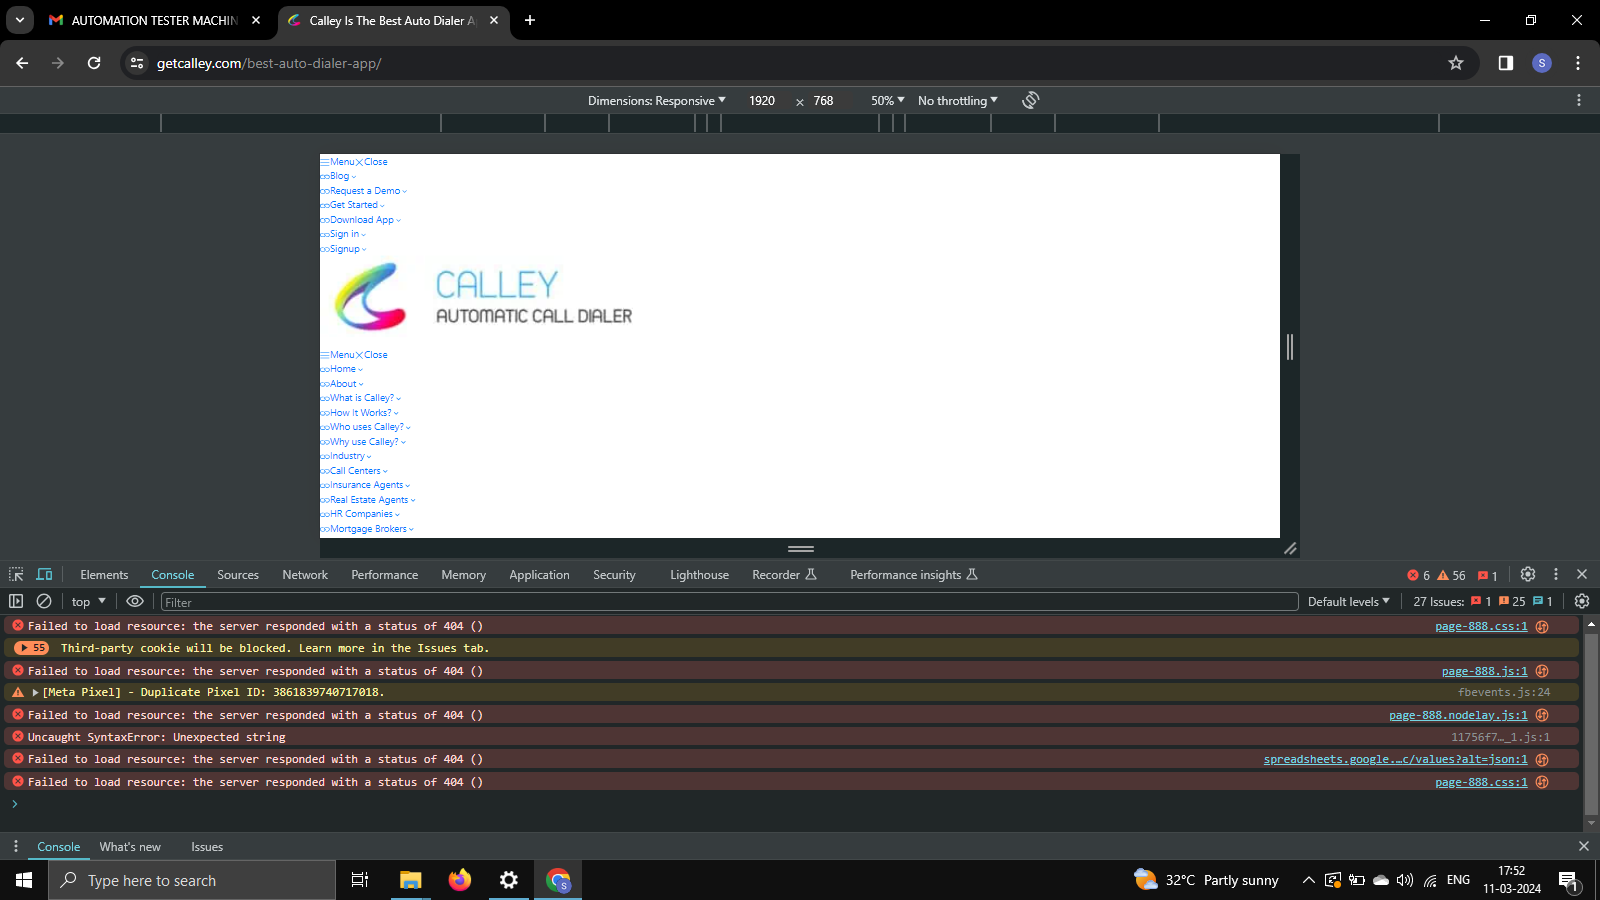 AUTOMATION TESTER MACHIN
Calley Is The Best Auto Dialer A
getcalley.com/best-auto-dialer-app/
S
Dimensions: Responsive 1920 × 768 50% No throttling
Menu Close
Blog
Request a Demo
Get Started
Download App
Sign in
Signup
CALLEY
AUTOMATIC CALL DIALER
Menu Close
Home
About
What is Calley?
How It Works?
Who uses Calley?
Why use Calley?
Industry
Call Centers
Insurance Agents
Real Estate Agents
HR Companies
Mortgage Brokers
Elements Console Sources Network Performance Memory Application Security Lighthouse Recorder Performance insights 6 56 1
top Filter Default levels 27 Issues: 1 25 1
Failed to load resource: the server responded with a status of 404 () page-888.css:1
55 Third-party cookie will be blocked. Learn more in the Issues tab.
Failed to load resource: the server responded with a status of 404 () page-888.js:1
[Meta Pixel] - Duplicate Pixel ID: 3861839740717018. fbevents.js:24
Failed to load resource: the server responded with a status of 404 () page-888.nodelay.js:1
Uncaught SyntaxError: Unexpected string 11756f7…_1.js:1
Failed to load resource: the server responded with a status of 404 () spreadsheets.google.…c/values?alt=json:1
Failed to load resource: the server responded with a status of 404 () page-888.css:1
Console What's new Issues
Type here to search S 32°C Partly sunny ENG 17:52
11-03-2024 1